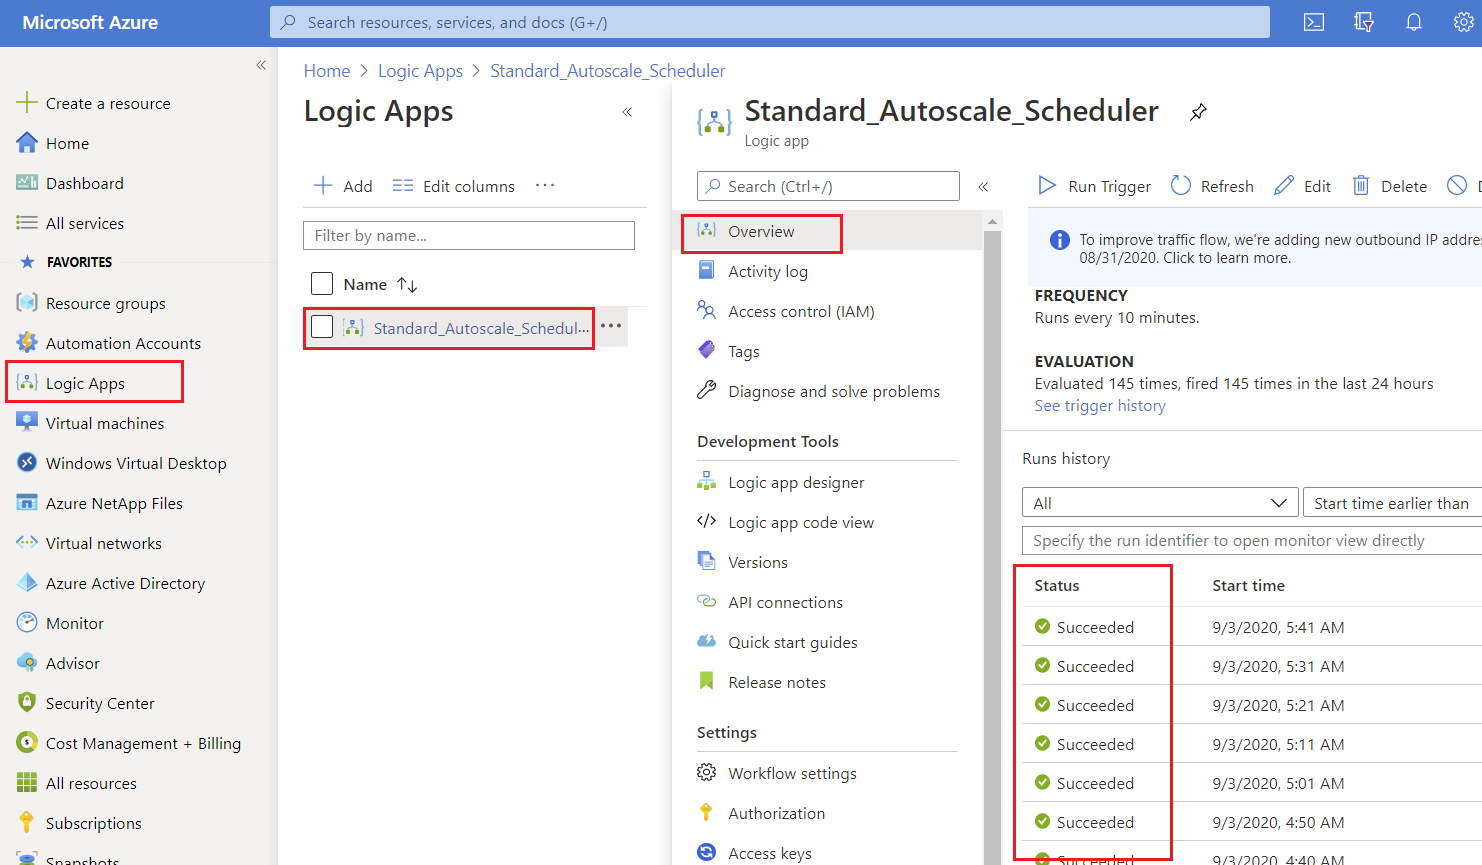 Microsoft Azure
Search resources, services, and docs (G+/)
«
Create a resource
Home
Dashboard
All services
FAVORITES
Resource groups
Automation Accounts
Logic Apps
Virtual machines
Windows Virtual Desktop
Azure NetApp Files
Virtual networks
Azure Active Directory
Monitor
Advisor
Security Center
Cost Management + Billing
All resources
Subscriptions
Snapshots
Home > Logic Apps > Standard_Autoscale_Scheduler
Logic Apps
«
Add
Edit columns
...
Filter by name...
Name
Standard_Autoscale_Schedul...
...
Standard_Autoscale_Scheduler
Logic app
Search (Ctrl+/)
«
Overview
Activity log
Access control (IAM)
Tags
Diagnose and solve problems
Development Tools
Logic app designer
Logic app code view
Versions
API connections
Quick start guides
Release notes
Settings
Workflow settings
Authorization
Access keys
Run Trigger
Refresh
Edit
Delete
To improve traffic flow, we're adding new outbound IP addre
08/31/2020. Click to learn more.
FREQUENCY
Runs every 10 minutes.
EVALUATION
Evaluated 145 times, fired 145 times in the last 24 hours
See trigger history
Runs history
All
Start time earlier than
Specify the run identifier to open monitor view directly
Status Start time
Succeeded 9/3/2020, 5:41 AM
Succeeded 9/3/2020, 5:31 AM
Succeeded 9/3/2020, 5:21 AM
Succeeded 9/3/2020, 5:11 AM
Succeeded 9/3/2020, 5:01 AM
Succeeded 9/3/2020, 4:50 AM
Succeeded 9/3/2020, 4:40 AM